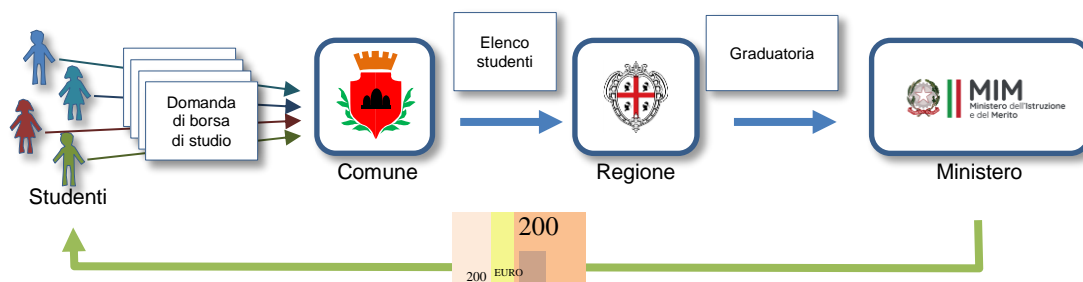 Domanda
di borsa
di studio
Elenco
studenti
Graduatoria
MIM
Ministero dell'Istruzione
e del Merito
Studenti
Comune
Regione
Ministero
200
200
EURO